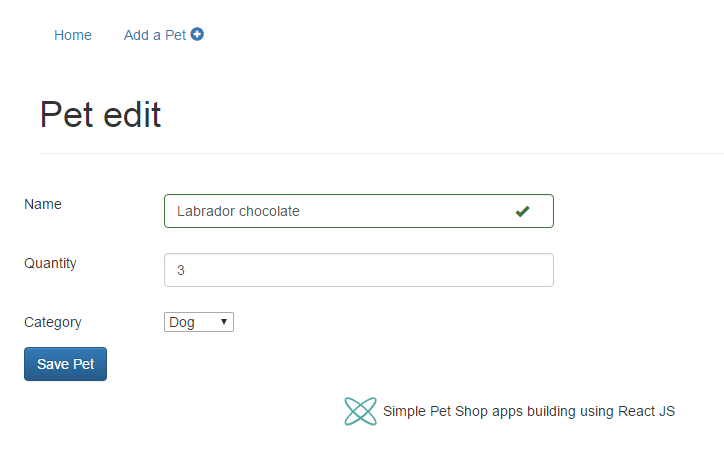 Home Add a Pet
Pet edit
Name Labrador chocolate
Quantity 3
Category Dog
Save Pet
Simple Pet Shop apps building using React JS